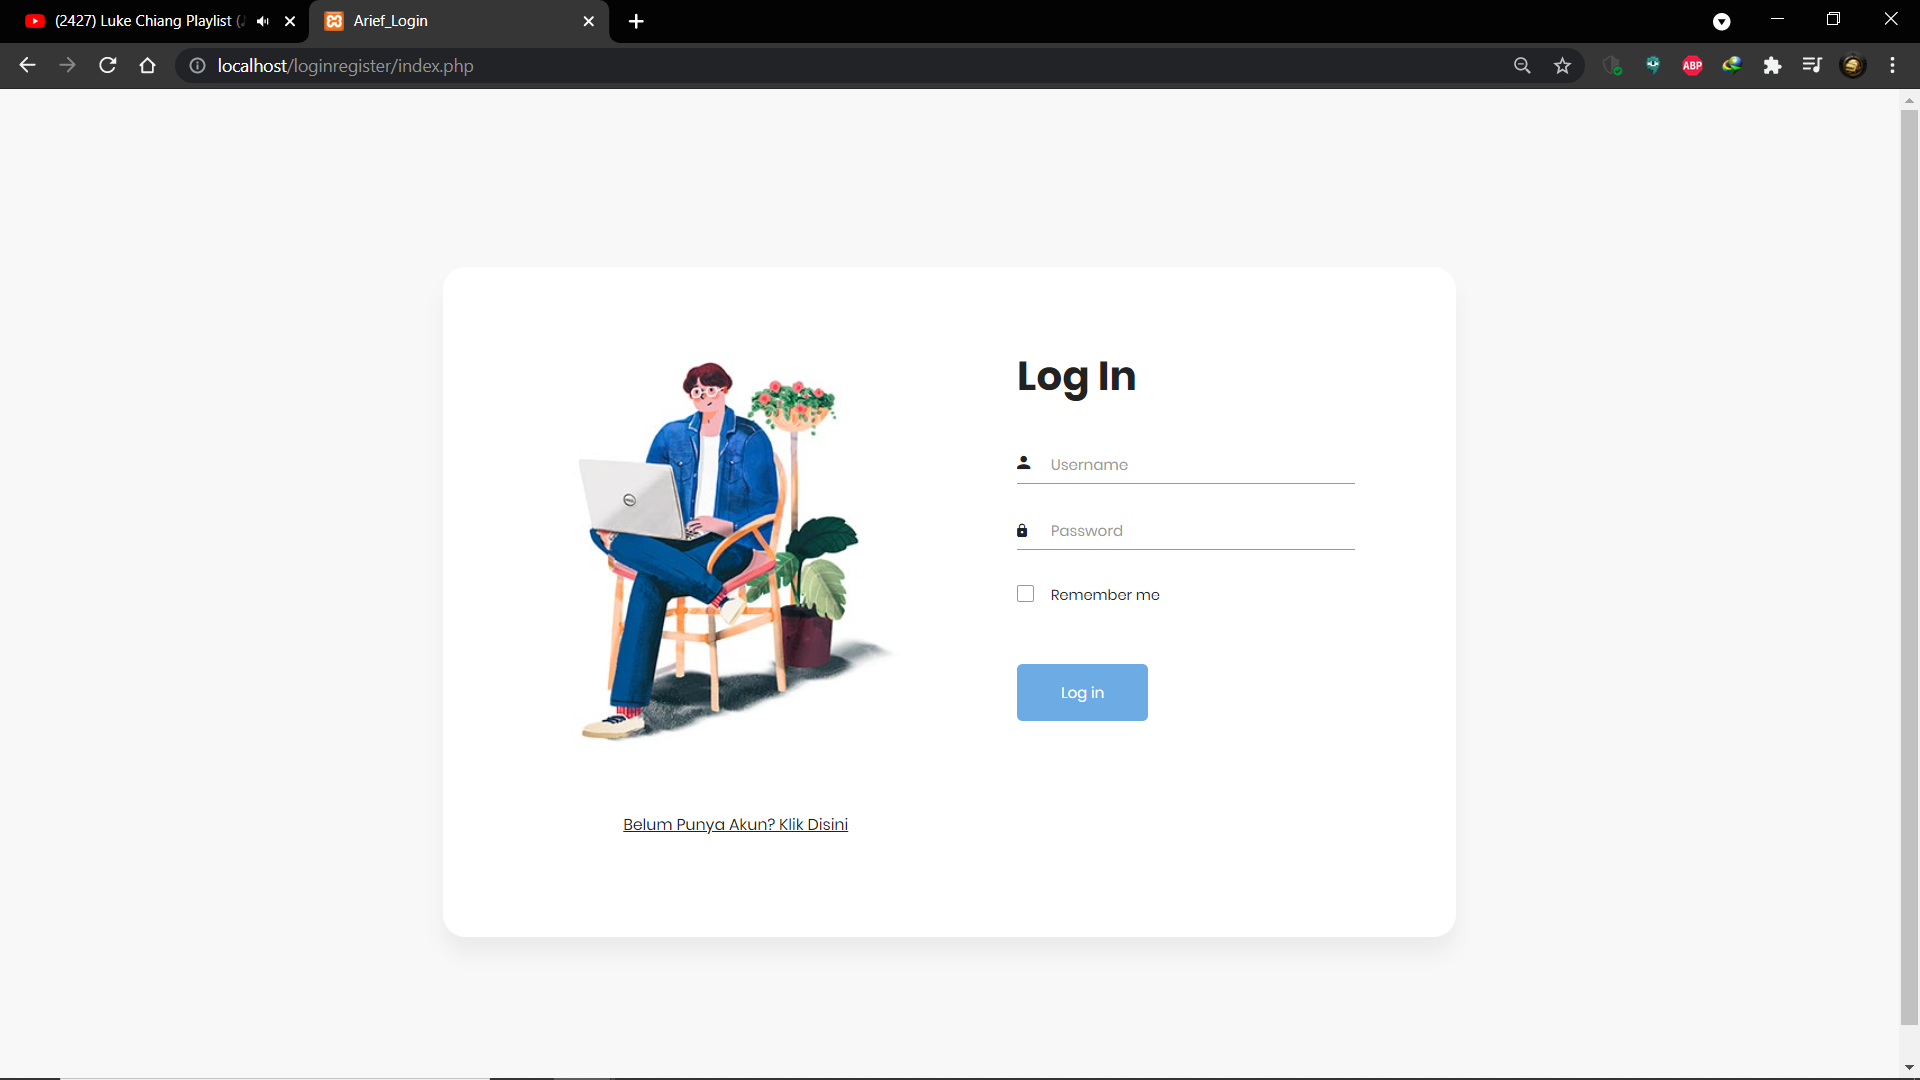 (2427) Luke Chiang Playlist (
Arief_Login
localhost/loginregister/index.php
ABP
Log In
Username
Password
Remember me
Log in
Belum Punya Akun? Klik Disini